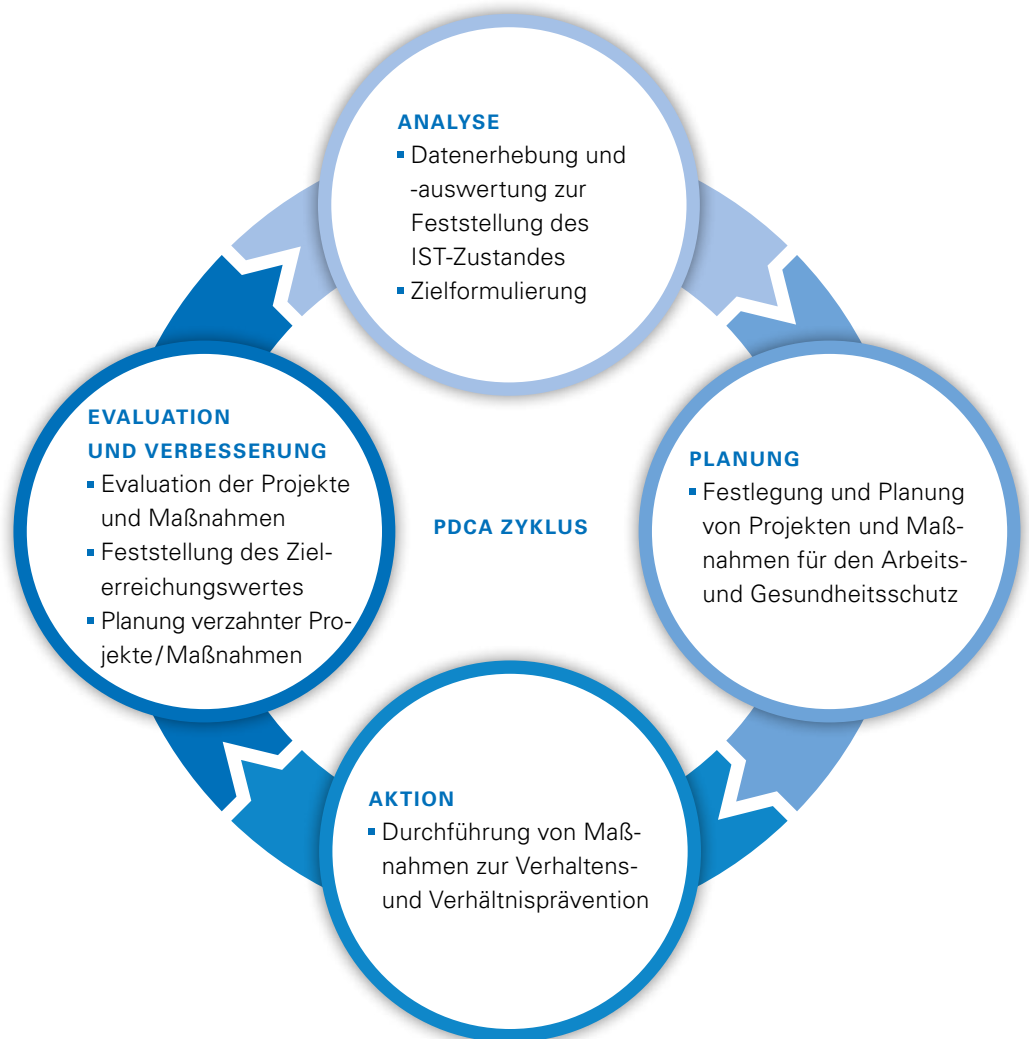 ANALYSE
▪ Datenerhebung und
-auswertung zur
Feststellung des
IST-Zustandes
▪ Zielformulierung
PLANUNG
▪ Festlegung und Planung
von Projekten und Maß-
nahmen für den Arbeits-
und Gesundheitsschutz
AKTION
▪ Durchführung von Maß-
nahmen zur Verhaltens-
und Verhältnisprävention
EVALUATION
UND VERBESSERUNG
▪ Evaluation der Projekte
und Maßnahmen
▪ Feststellung des Ziel-
erreichungswertes
▪ Planung verzahnter Pro-
jekte/Maßnahmen
PDCA ZYKLUS